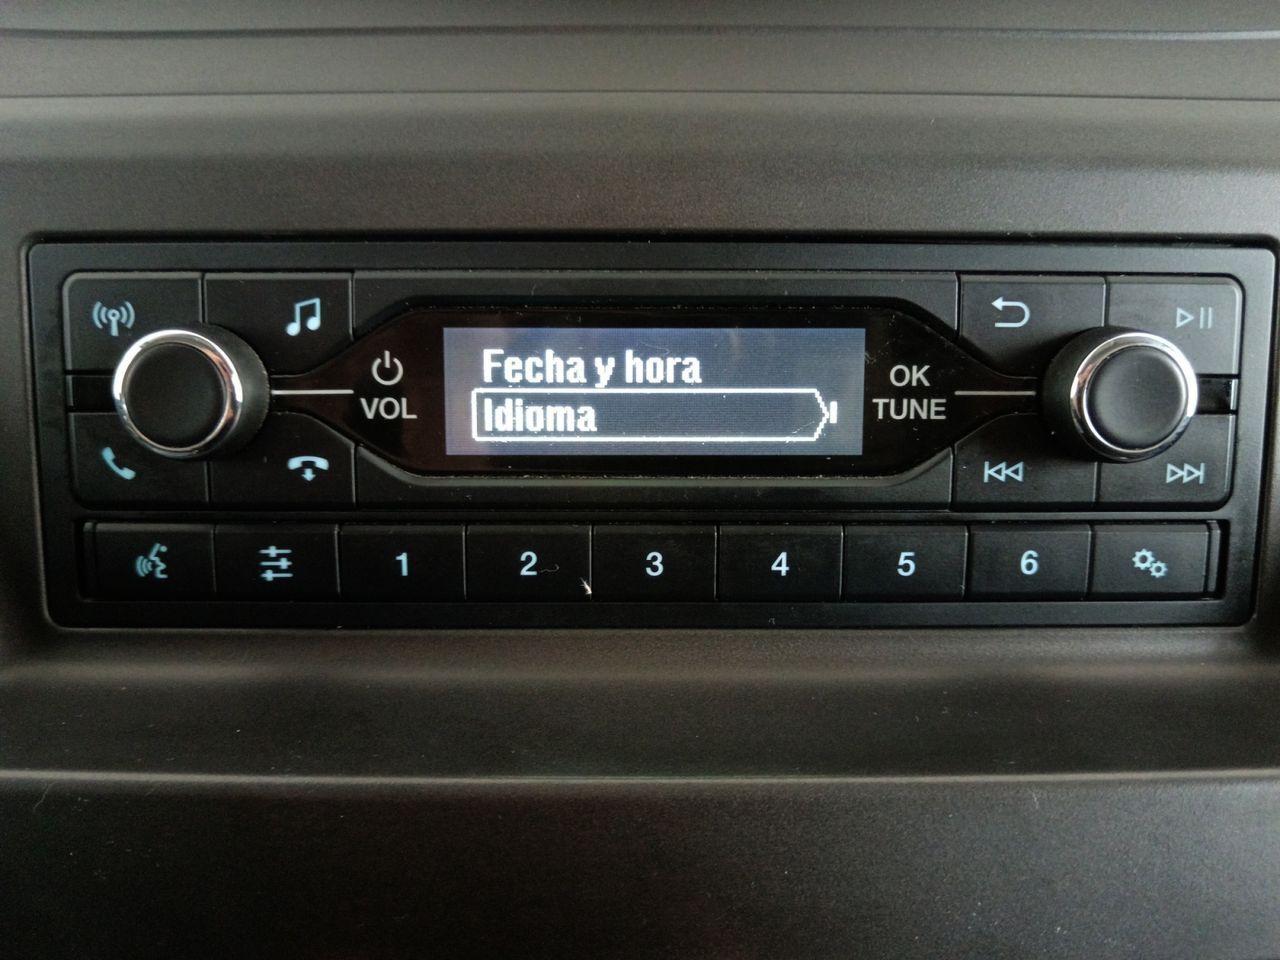 Fecha y hora
Idioma
VOL
OK
TUNE
1
2
3
4
5
6